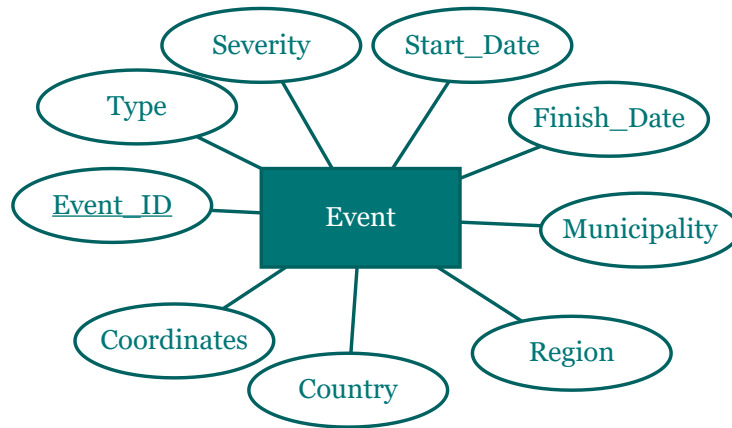 Severity
Start_Date
Type
Finish_Date
Event_ID
Event
Municipality
Coordinates
Region
Country